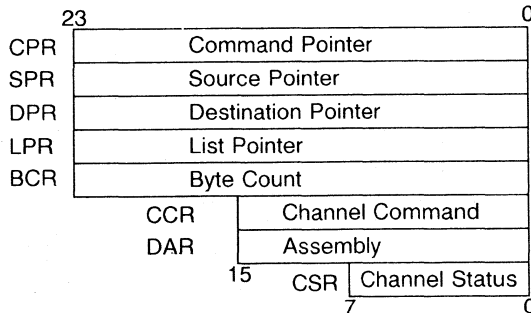 23 0
CPR Command Pointer
SPR Source Pointer
DPR Destination Pointer
LPR List Pointer
BCR Byte Count
CCR Channel Command
DAR Assembly
15
CSR Channel Status
7 0